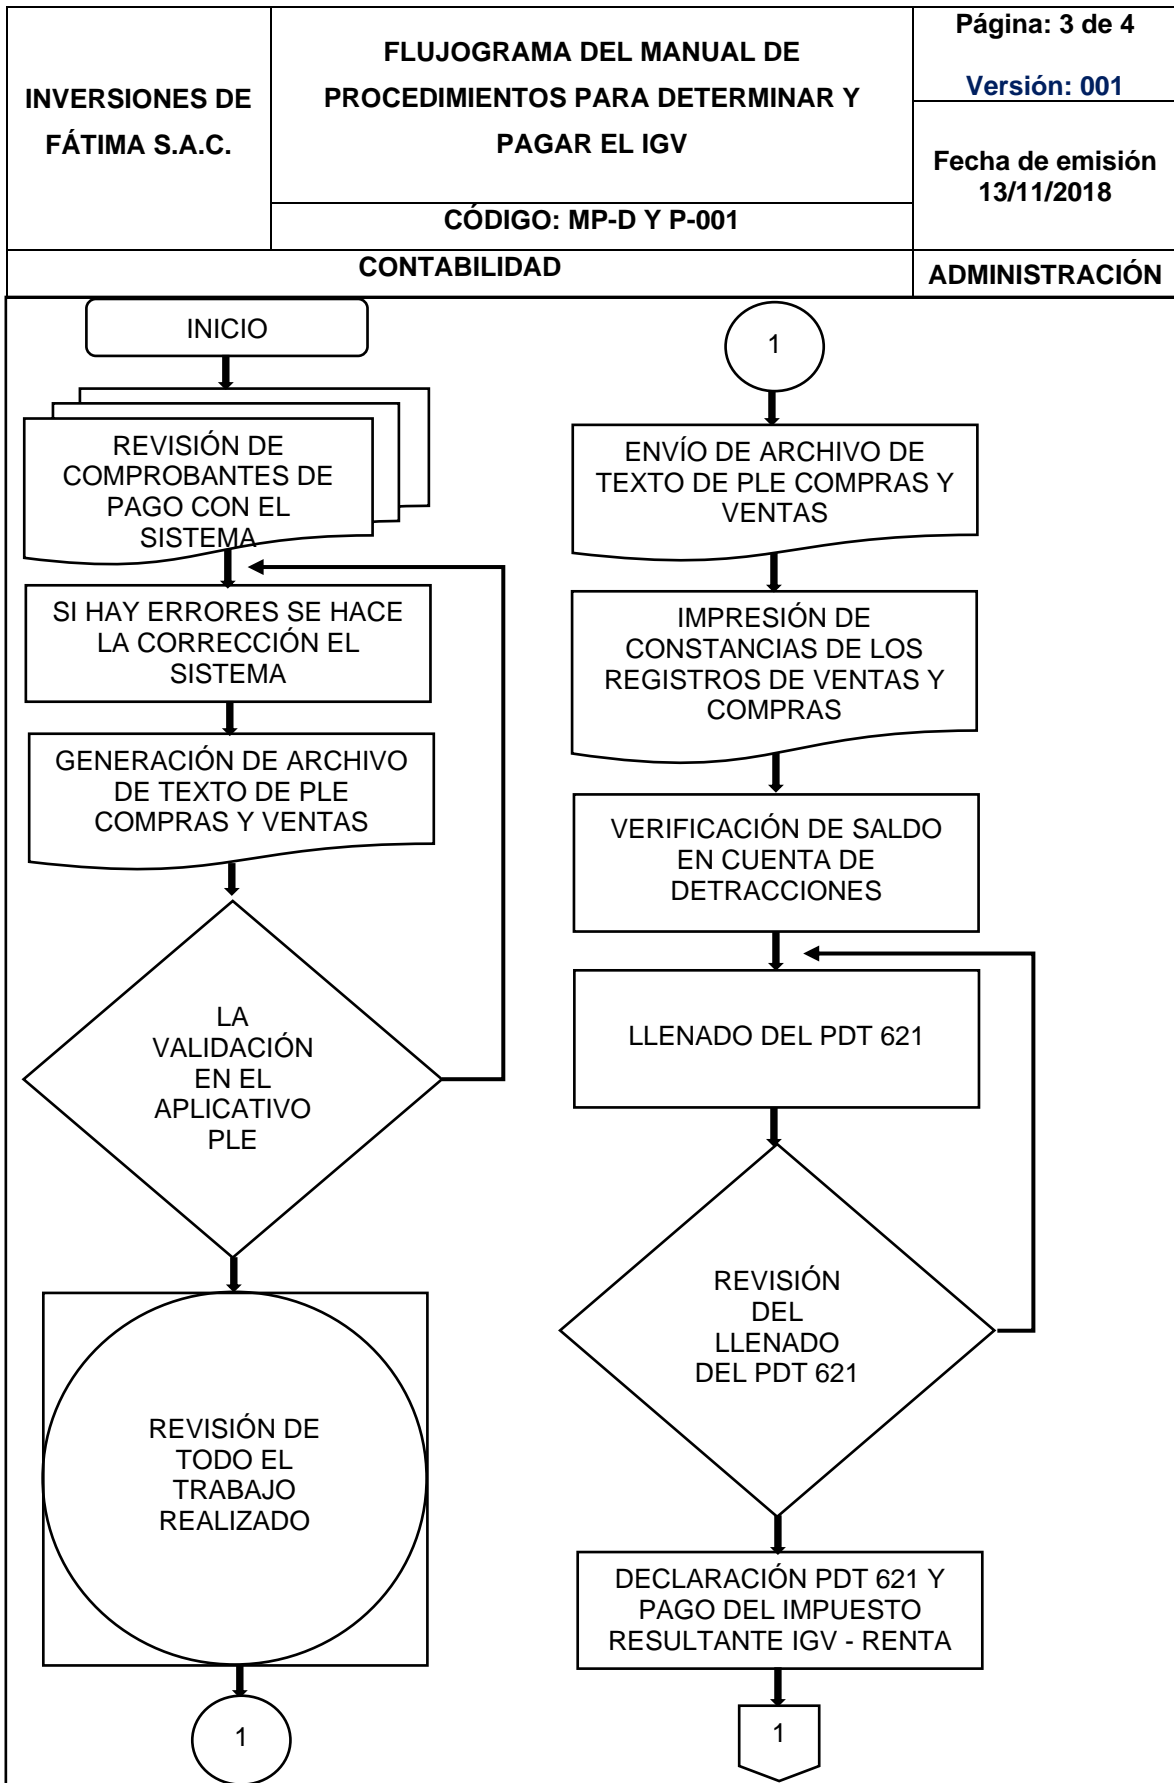 INVERSIONES DE
FÁTIMA S.A.C.
FLUJOGRAMA DEL MANUAL DE
PROCEDIMIENTOS PARA DETERMINAR Y
PAGAR EL IGV
CÓDIGO: MP-D Y P-001
Página: 3 de 4
Versión: 001
Fecha de emisión
13/11/2018
CONTABILIDAD
ADMINISTRACIÓN
INICIO
REVISIÓN DE
COMPROBANTES DE
PAGO CON EL
SISTEMA
SI HAY ERRORES SE HACE
LA CORRECCIÓN EL
SISTEMA
GENERACIÓN DE ARCHIVO
DE TEXTO DE PLE
COMPRAS Y VENTAS
LA
VALIDACIÓN
EN EL
APLICATIVO
PLE
REVISIÓN DE
TODO EL
TRABAJO
REALIZADO
1
1
ENVÍO DE ARCHIVO DE
TEXTO DE PLE COMPRAS Y
VENTAS
IMPRESIÓN DE
CONSTANCIAS DE LOS
REGISTROS DE VENTAS Y
COMPRAS
VERIFICACIÓN DE SALDO
EN CUENTA DE
DETRACCIONES
LLENADO DEL PDT 621
REVISIÓN
DEL
LLENADO
DEL PDT 621
DECLARACIÓN PDT 621 Y
PAGO DEL IMPUESTO
RESULTANTE IGV - RENTA
1